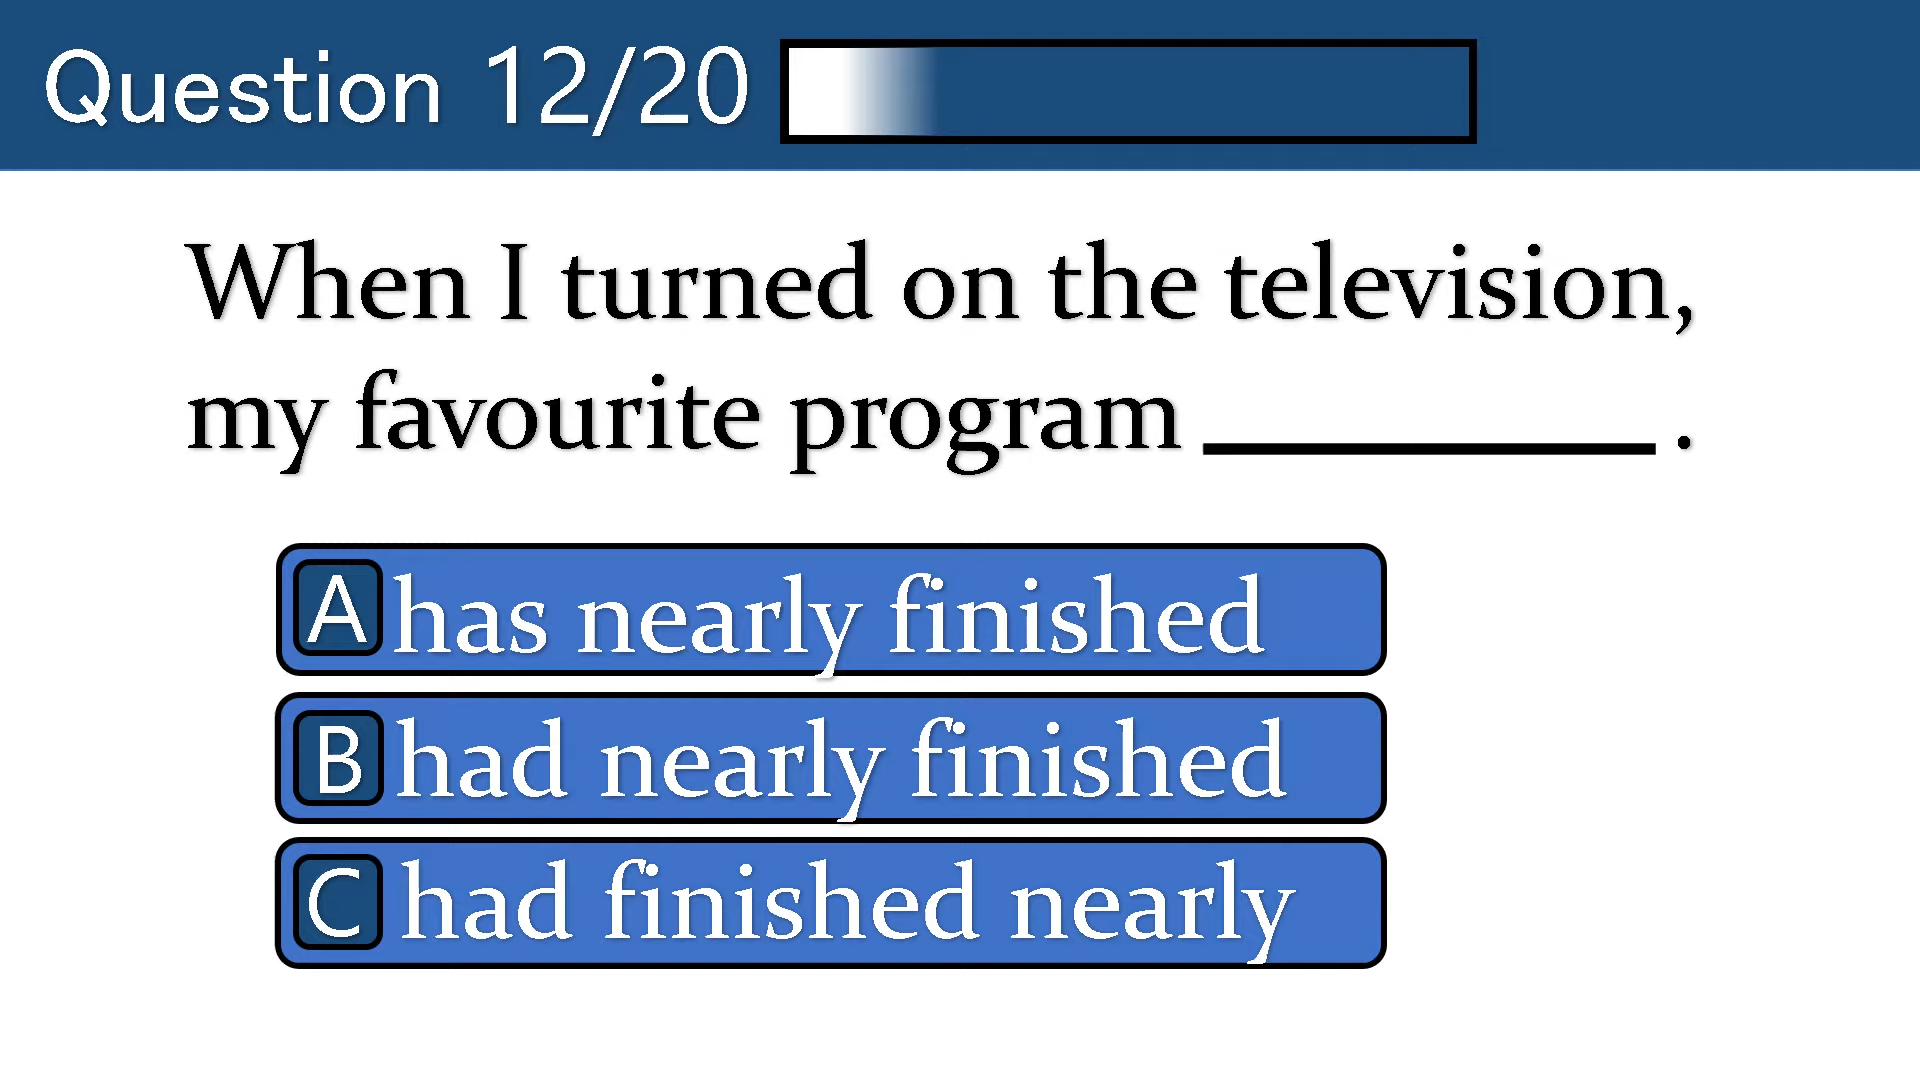 Question 12/20
When I turned on the television,
my favourite program ________ .
A has nearly finished
B had nearly finished
C had finished nearly